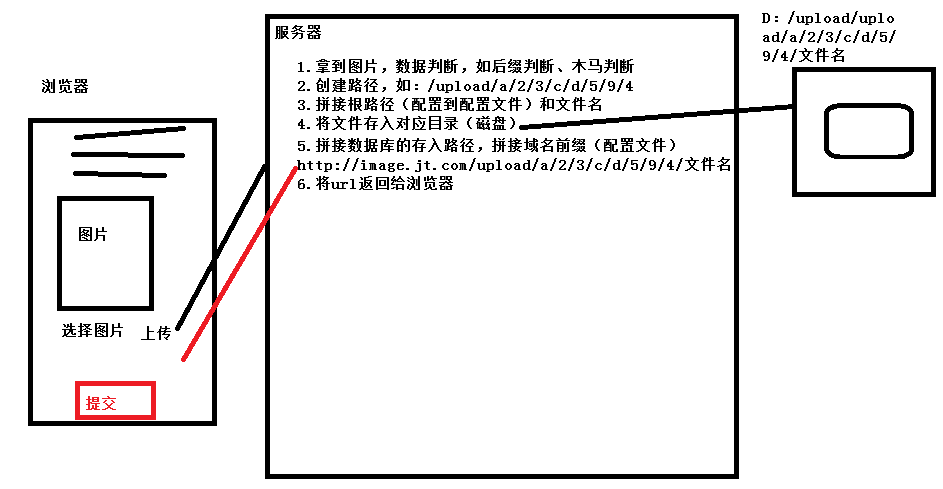 浏览器
图片
选择图片
上传
提交
服务器
1.拿到图片，数据判断，如后缀判断、木马判断
2.创建路径，如：/upload/a/2/3/c/d/5/9/4
3.拼接根路径（配置到配置文件）和文件名
4.将文件存入对应目录（磁盘）
5.拼接数据库的存入路径，拼接域名前缀（配置文件）
http://image.jt.com/upload/a/2/3/c/d/5/9/4/文件名
6.将url返回给浏览器
D：/upload/uplo
ad/a/2/3/c/d/5/
9/4/文件名